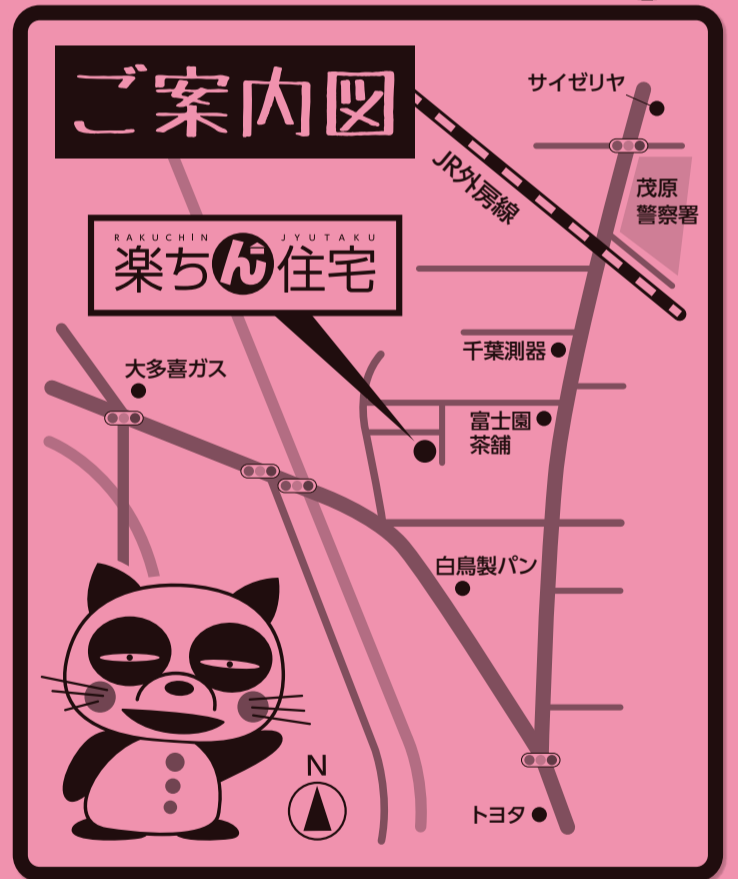 ご案内図
サイゼリヤ
JR外房線
茂原
警察署
RAKUCHIN JYUTAKU
楽ちん住宅
千葉測器
大多喜ガス
富士園
茶舗
白鳥製パン
N
トヨタ